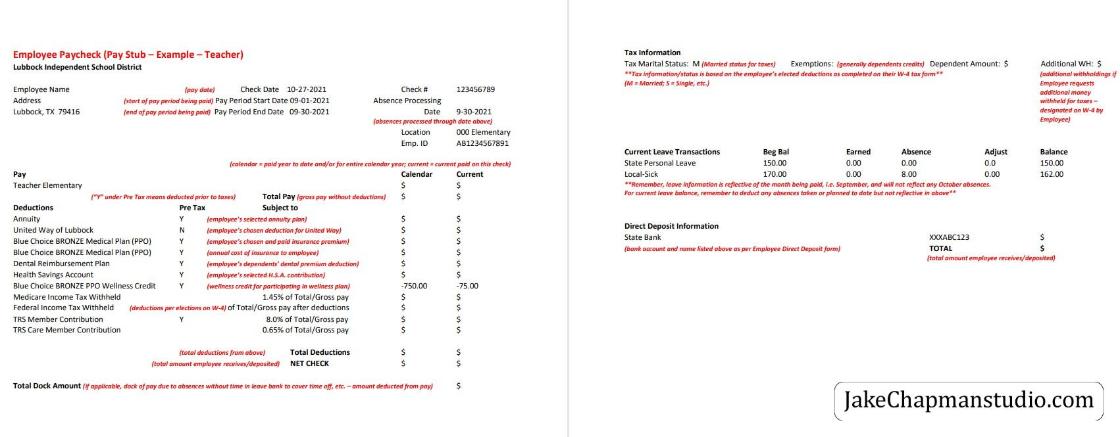 Employee Paycheck (Pay Stub – Example – Teacher)
Lubbock Independent School District
Employee Name (pay date) Check Date 10-27-2021 Check # 123456789
Address (start of pay period being paid) Pay Period Start Date 09-01-2021 Absence Processing
Lubbock, TX 79416 (end of pay period being paid) Pay Period End Date 09-30-2021 Date 9-30-2021
(absences processed through date above)
Location 000 Elementary
Emp. ID AB1234567891
(calendar = paid year to date and/or for entire calendar year; current = current paid on this check)
Pay Calendar Current
Teacher Elementary $ $
("Y" under Pre Tax means deducted prior to taxes) Total Pay (gross pay without deductions) $ $
Deductions Pre Tax Subject to
Annuity Y (employee's selected annuity plan) $ $
United Way of Lubbock N (employee's chosen deduction for United Way) $ $
Blue Choice BRONZE Medical Plan (PPO) Y (employee's chosen and paid insurance premium) $ $
Blue Choice BRONZE Medical Plan (PPO) Y (annual cost of insurance to employee) $ $
Dental Reimbursement Plan Y (employee's dependents' dental premium deduction) $ $
Health Savings Account Y (employee's selected H.S.A. contribution) $ $
Blue Choice BRONZE PPO Wellness Credit Y (wellness credit for participating in wellness plan) -750.00 -75.00
Medicare Income Tax Withheld 1.45% of Total/Gross pay $ $
Federal Income Tax Withheld (deductions per elections on W-4) of Total/Gross pay after deductions $ $
TRS Member Contribution Y 8.0% of Total/Gross pay $ $
TRS Care Member Contribution 0.65% of Total/Gross pay $ $
(total deductions from above) Total Deductions $ $
(total amount employee receives/deposited) NET CHECK $ $
Total Dock Amount (if applicable, dock of pay due to absences without time in leave bank to cover time off, etc. – amount deducted from pay) $
Tax Information
Tax Marital Status: M (Married status for taxes) Exemptions: (generally dependents credits) Dependent Amount: $ Additional WH: $
**Tax information/status is based on the employee's elected deductions as completed on their W-4 tax form**
(M = Married; S = Single, etc.)
(additional withholdings if
Employee requests
additional money
withheld for taxes –
designated on W-4 by
Employee)
Current Leave Transactions Beg Bal Earned Absence Adjust Balance
State Personal Leave 150.00 0.00 0.00 0.0 150.00
Local-Sick 170.00 0.00 8.00 0.0 162.00
**Remember, leave information is reflective of the month being paid, i.e. September, and will not reflect any October absences.
For current leave balance, remember to deduct any absences taken or planned to date but not reflective in above**
Direct Deposit Information
State Bank XXXABC123 $
(bank account and name listed above as per Employee Direct Deposit form) TOTAL $
(total amount employee receives/deposited)
JakeChapmanstudio.com